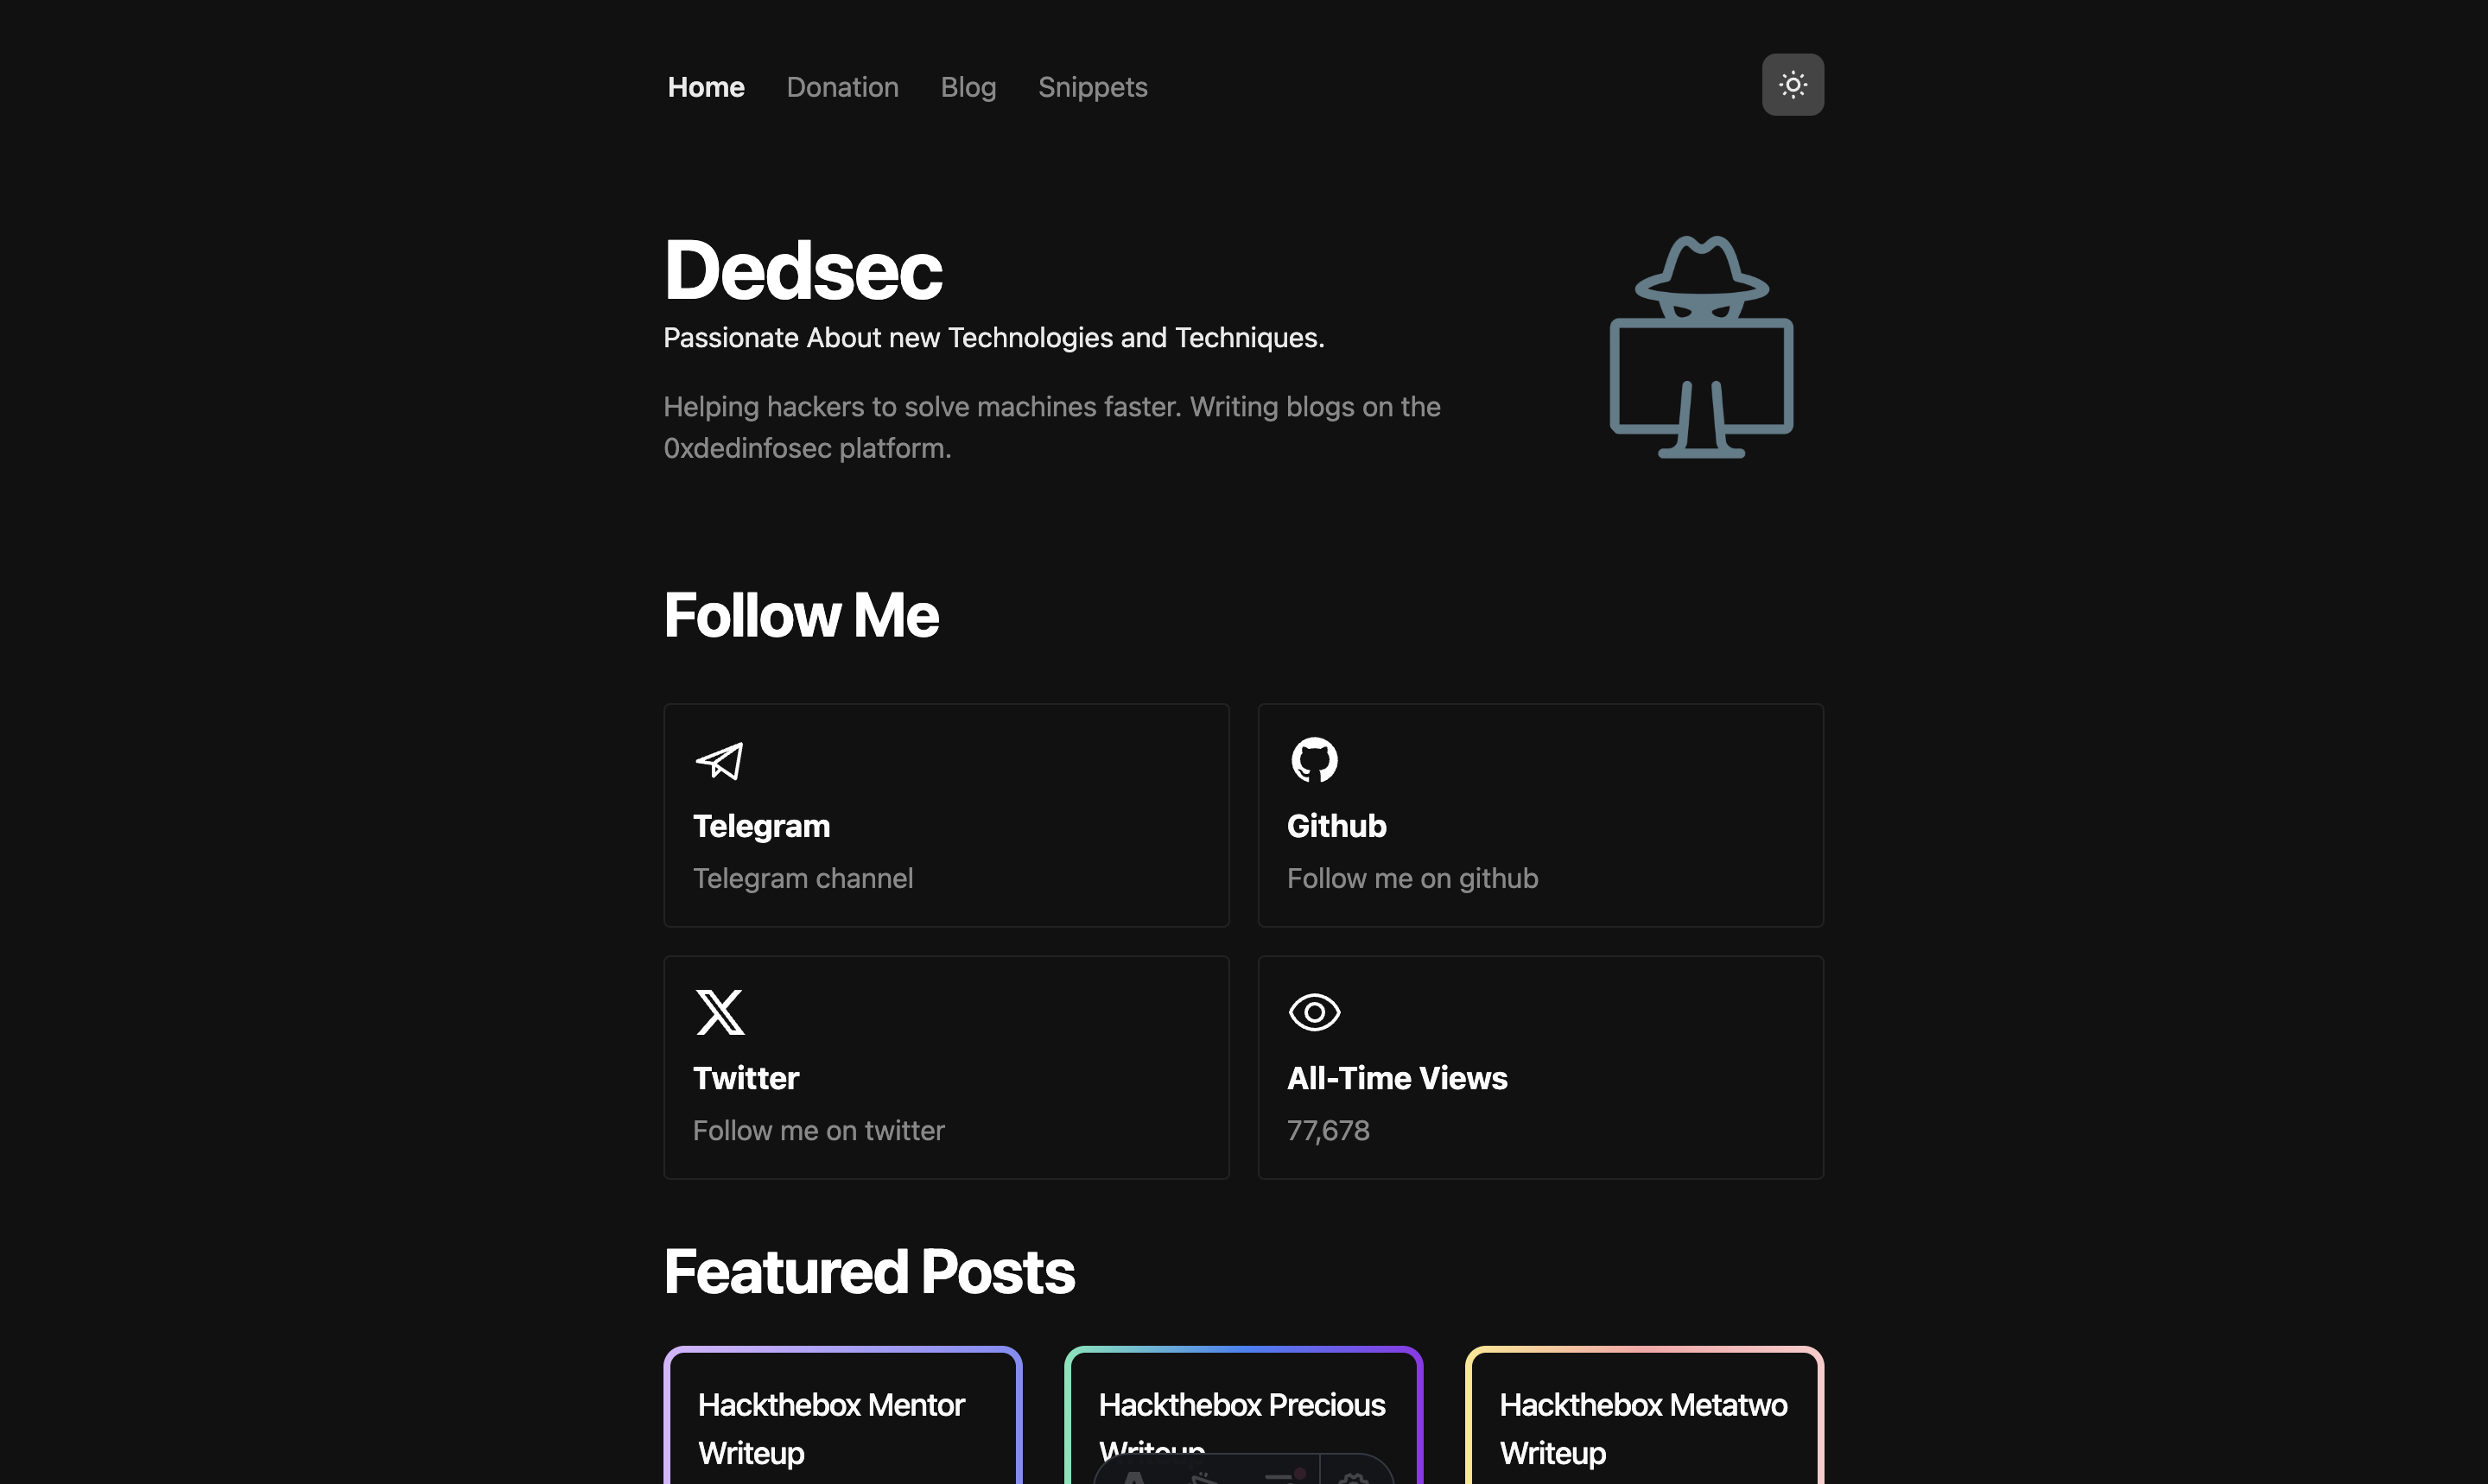 Home Donation Blog Snippets
Dedsec
Passionate About new Technologies and Techniques.
Helping hackers to solve machines faster. Writing blogs on the
0xdedinfosec platform.
Follow Me
Telegram
Telegram channel
Github
Follow me on github
Twitter
Follow me on twitter
All-Time Views
77,678
Featured Posts
Hackthebox Mentor
Writeup
Hackthebox Precious
Writeup
Hackthebox Metatwo
Writeup